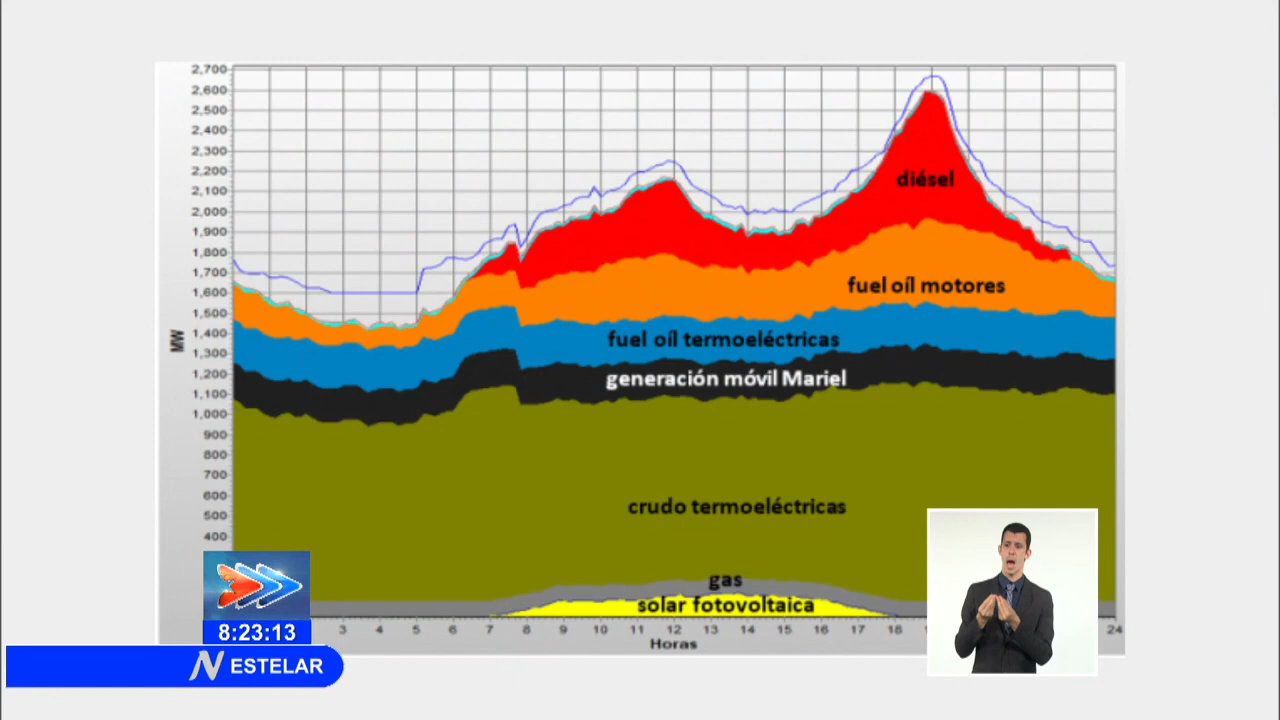 2,700
2,600
2,500
2,400
2,300
2,200
2,100
2,000
1,900
1,800
1,700
1,600
1,500
1,400
1,300
1,200
1,100
1,000
900
800
700
600
500
400
MW
diésel
fuel oíl motores
fuel oíl termoeléctricas
generación móvil Mariel
crudo termoeléctricas
gas
solar fotovoltaica
3 4 5 6 7 8 9 10 11 12 13 14 15 16 17 18 24
Horas
8:23:13
N ESTELAR